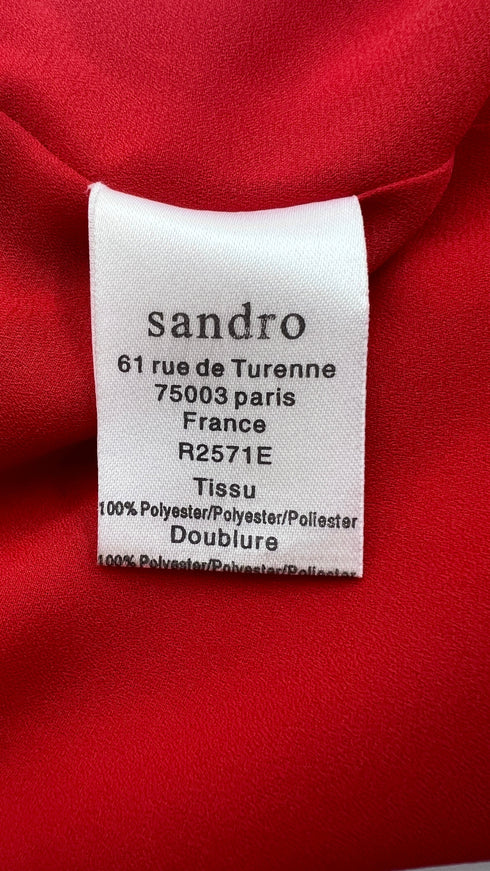 sandro
61 rue de Turenne
75003 paris
France
R2571E
Tissu
100% Polyester/Polyester/Poliester
Doublure
100% Polyester/Polyester/Poliester